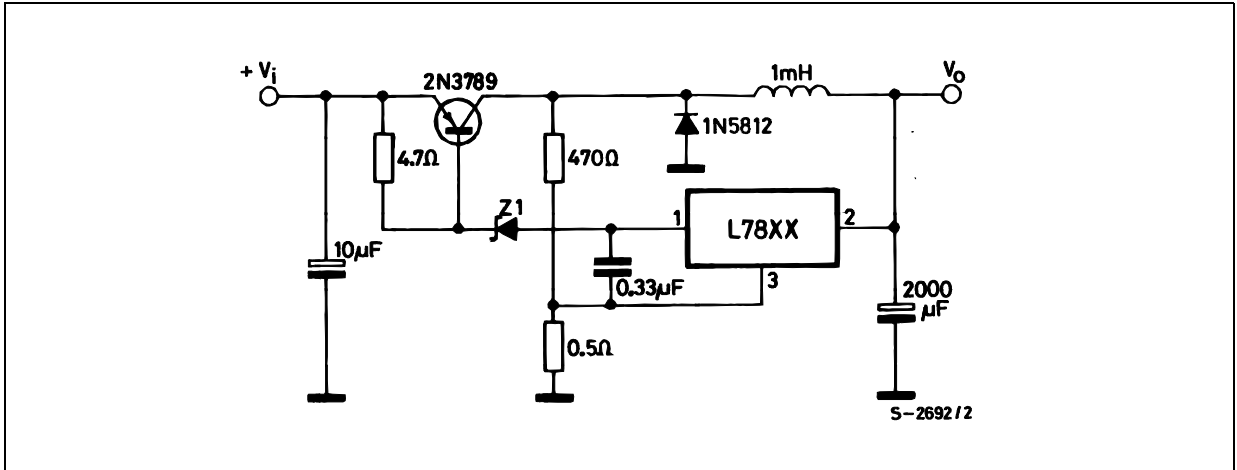 + Vi
2N3789
1mH
Vo
4.7Ω
470Ω
1N5812
Z1
1
L78XX
2
10µF
0.33µF
3
2000
µF
0.5Ω
S-2692/2